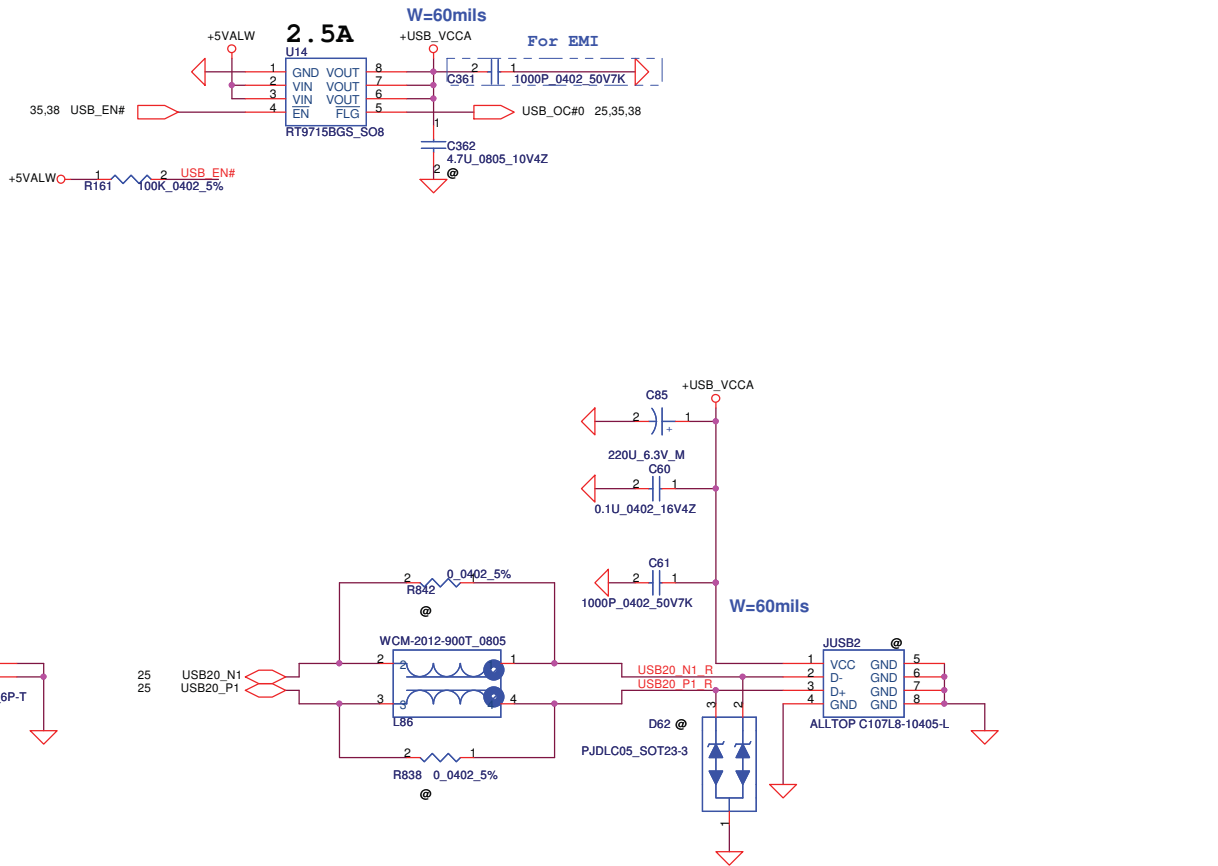 W=60mils
+5VALW
2.5A
+USB_VCCA
For EMI
U14
1 GND VOUT 8
2 VIN VOUT 7
3 VIN VOUT 6
4 EN FLG 5
2 1
C361 1000P_0402_50V7K
35,38 USB_EN#
USB_OC#0 25,35,38
RT9715BGS_SO8
1
C362
4.7U_0805_10V4Z
2 @
+5VALW
1 2 USB_EN#
R161 100K_0402_5%
+USB_VCCA
C85
2 1
+
220U_6.3V_M
C60
2 1
0.1U_0402_16V4Z
C61
2 1
1000P_0402_50V7K
W=60mils
0_0402_5%
2 1
R842
@
WCM-2012-900T_0805
2 2 1
3 3 4
L86
25 USB20_N1
25 USB20_P1
USB20_N1_R
USB20_P1_R
JUSB2 @
1 VCC GND 5
2 D- GND 6
3 D+ GND 7
4 GND GND 8
ALLTOP C107L8-10405-L
6P-T
3 2
D62 @
PJDLC05_SOT23-3
1
2 1
R838 0_0402_5%
@